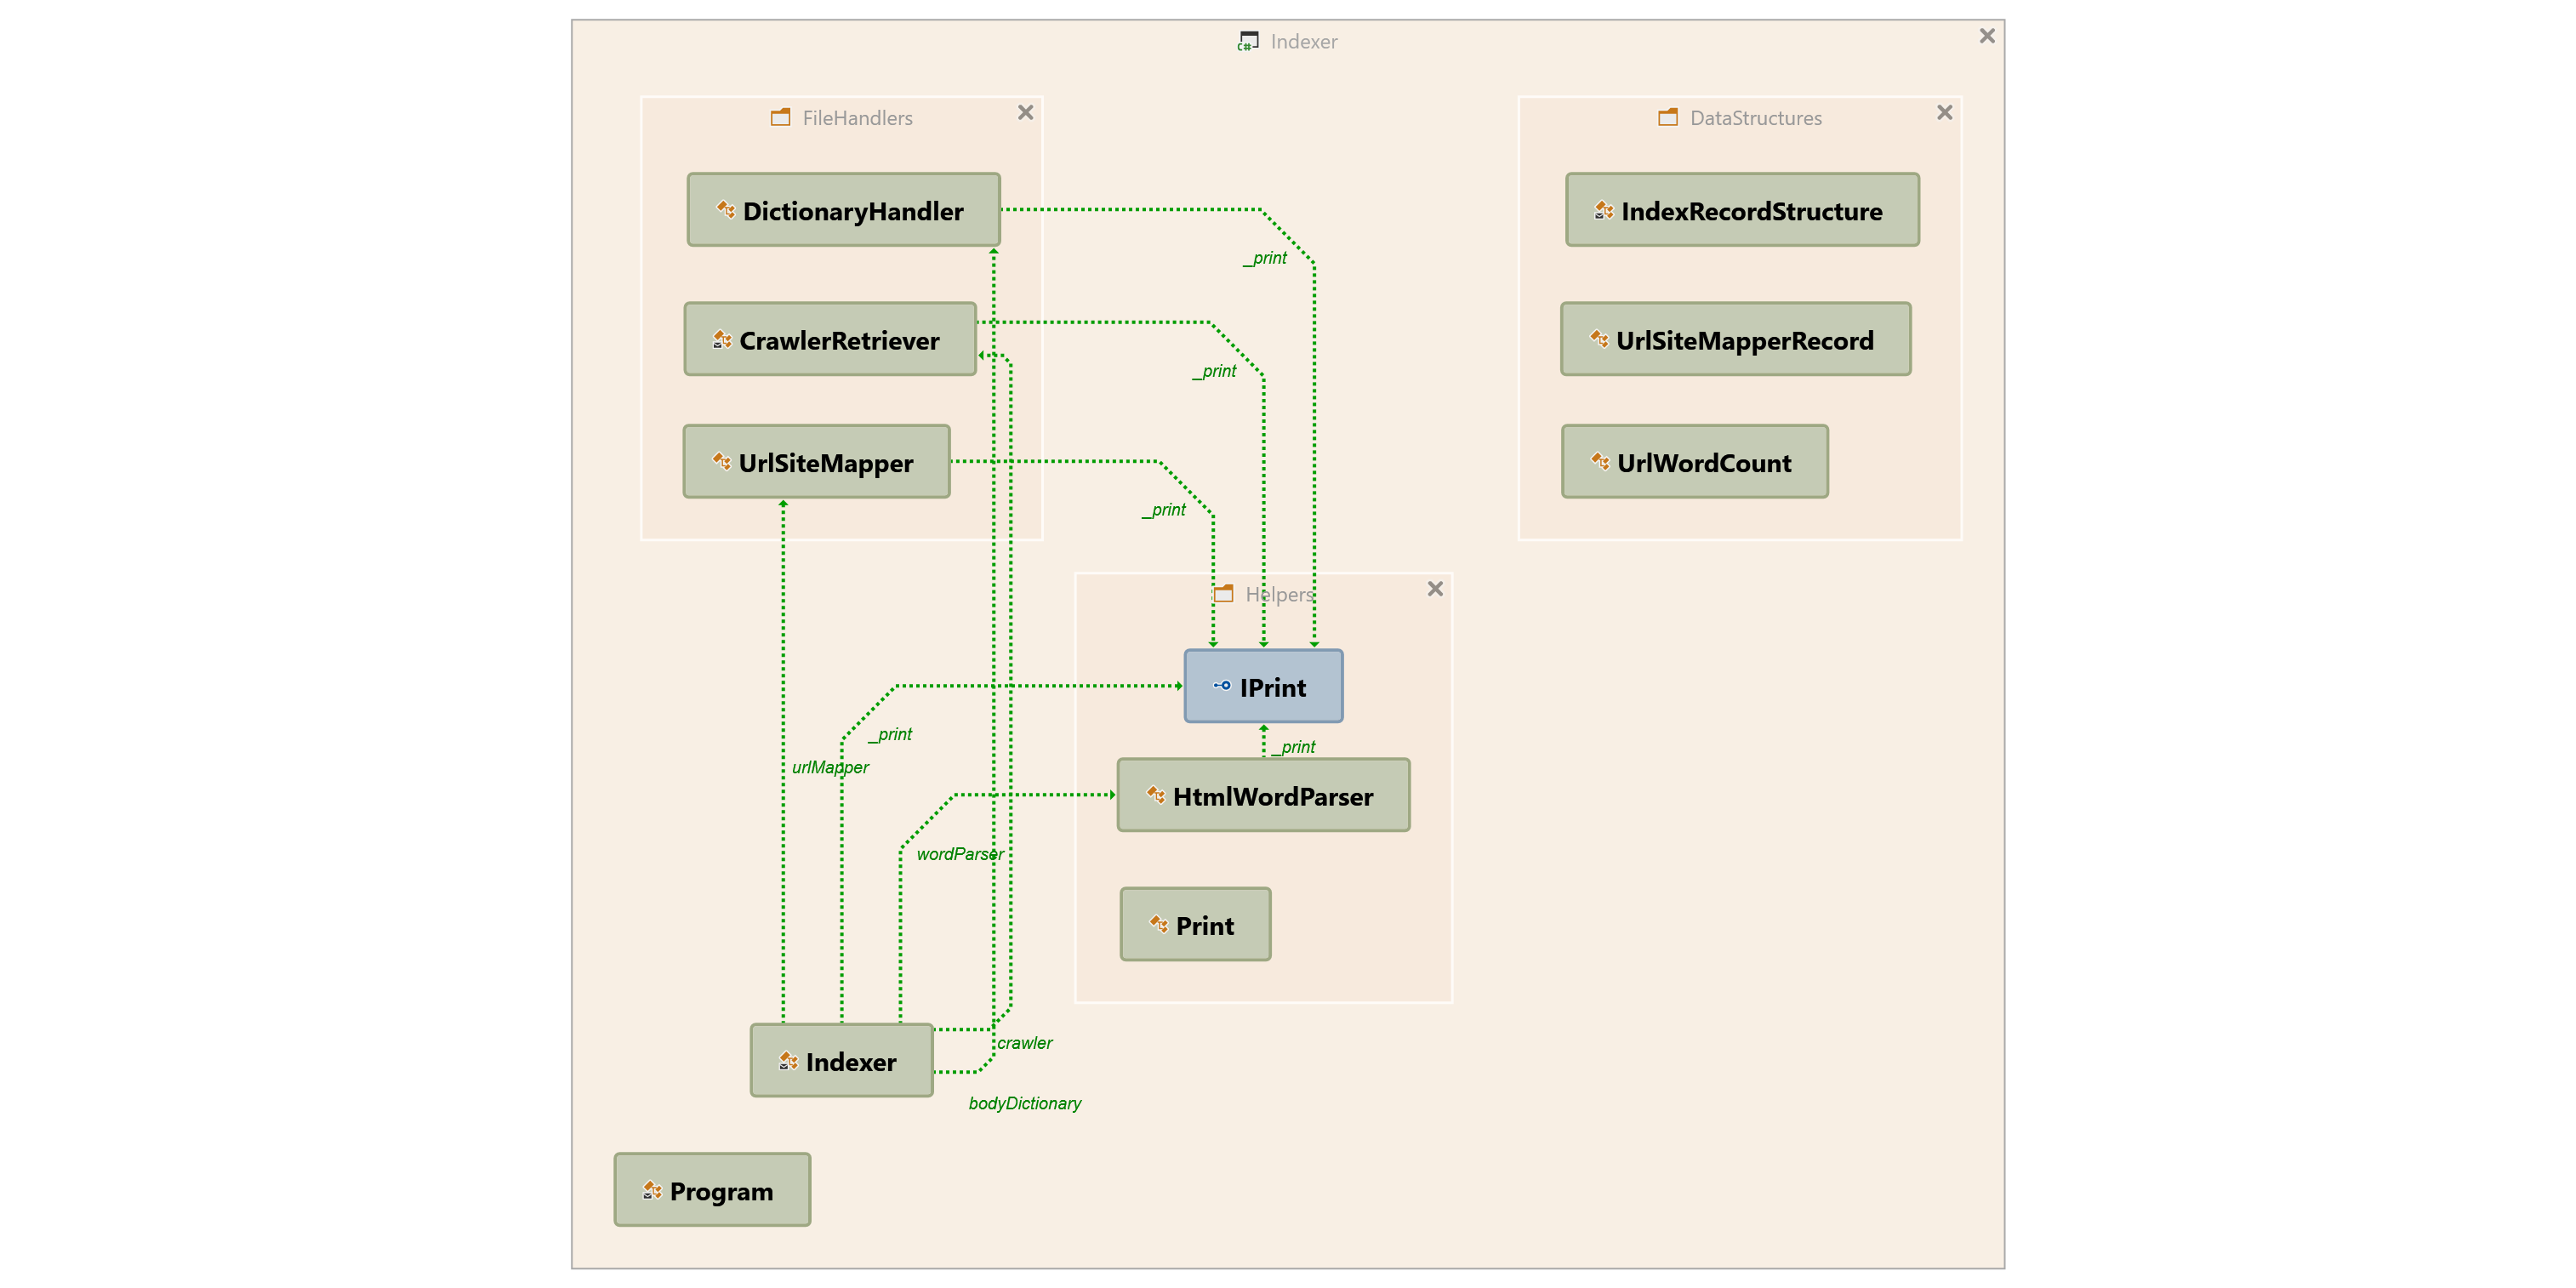 C# Indexer
FileHandlers
DataStructures
DictionaryHandler
IndexRecordStructure
_print
CrawlerRetriever
UrlSiteMapperRecord
_print
UrlSiteMapper
UrlWordCount
_print
Helpers
IPrint
_print
_print
urlMapper
HtmlWordParser
wordParser
Print
Indexer
crawler
bodyDictionary
Program